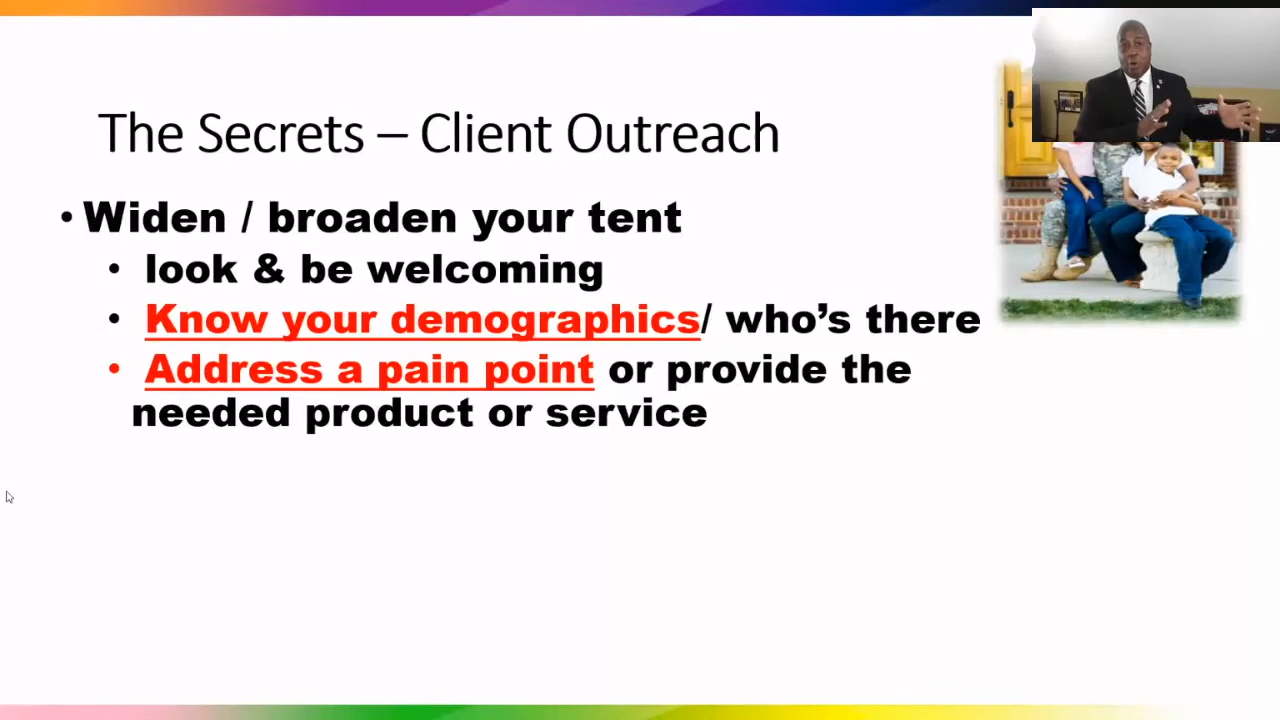 The Secrets – Client Outreach
• Widen / broaden your tent
• look & be welcoming
• Know your demographics/ who’s there
• Address a pain point or provide the
needed product or service